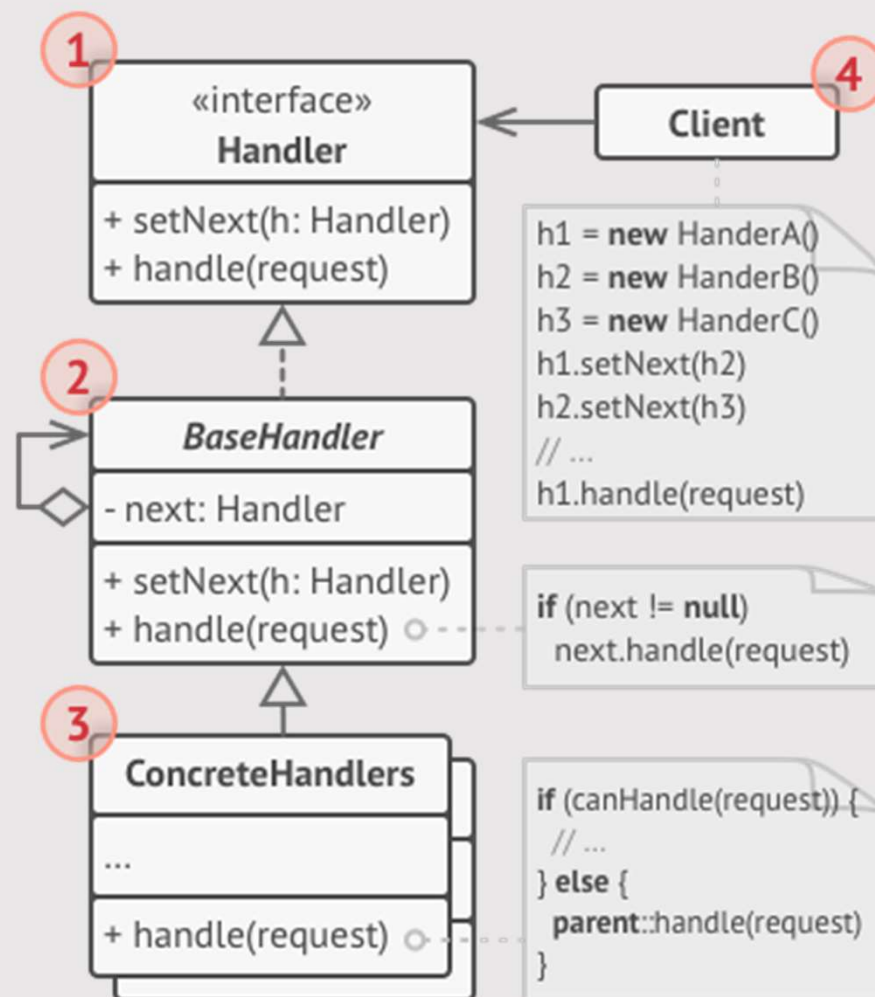 1
«interface»
Handler
+ setNext(h: Handler)
+ handle(request)
4
Client
h1 = new HanderA()
h2 = new HanderB()
h3 = new HanderC()
h1.setNext(h2)
h2.setNext(h3)
// ...
h1.handle(request)
2
BaseHandler
- next: Handler
+ setNext(h: Handler)
+ handle(request)
if (next != null)
next.handle(request)
3
ConcreteHandlers
...
+ handle(request)
if (canHandle(request)) {
// ...
} else {
parent::handle(request)
}